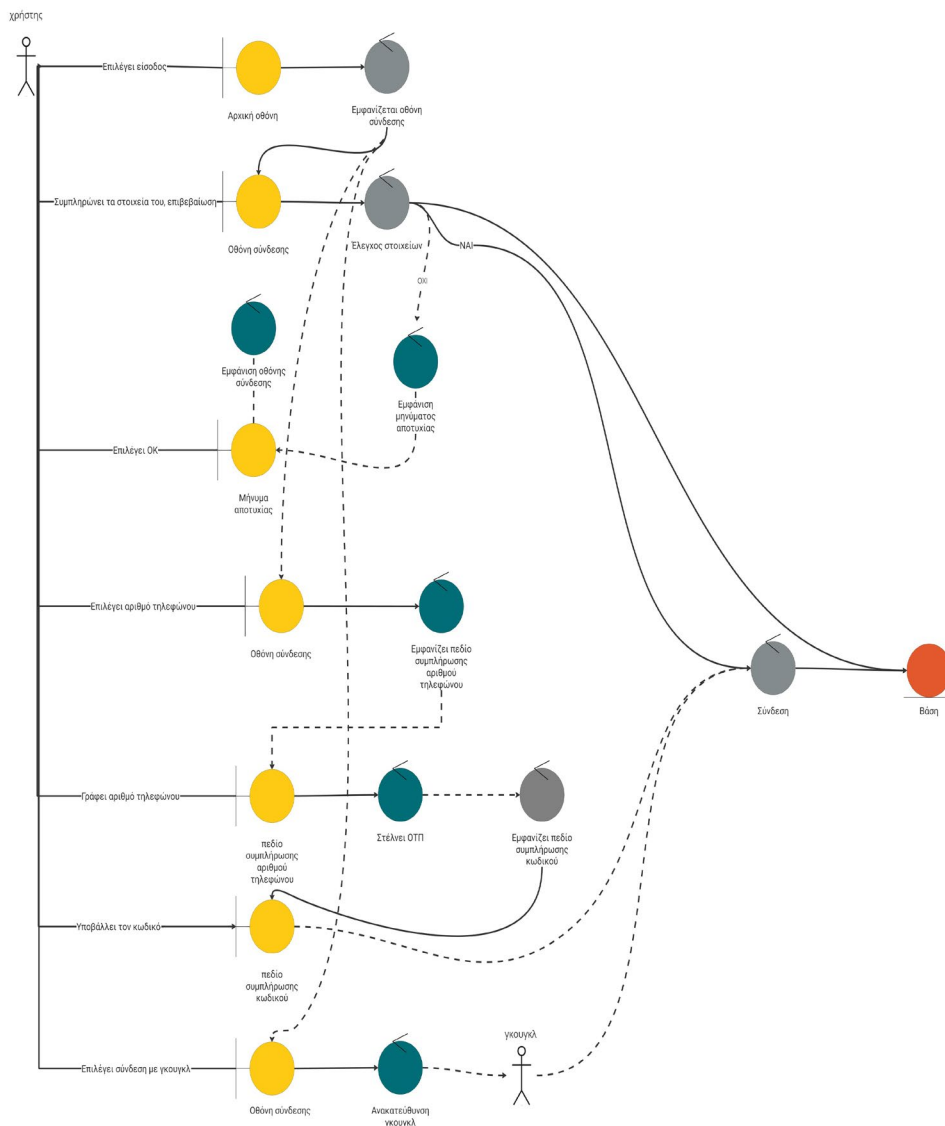 χρήστης
Επιλέγει είσοδος
Αρχική οθόνη
Εμφανίζεται οθόνη
σύνδεσης
Συμπληρώνει τα στοιχεία του, επιβεβαίωση
Οθόνη σύνδεσης
Έλεγχος στοιχείων
ΝΑΙ
ΟΧΙ
Εμφάνιση οθόνης
σύνδεσης
Εμφάνιση
μηνύματος
αποτυχίας
Επιλέγει ΟΚ
Μήνυμα
αποτυχίας
Επιλέγει αριθμό τηλεφώνου
Οθόνη σύνδεσης
Εμφανίζει πεδίο
συμπλήρωσης
αριθμού
τηλεφώνου
Σύνδεση
Βάση
Γράφει αριθμό τηλεφώνου
πεδίο
συμπλήρωσης
αριθμού
τηλεφώνου
Στέλνει ΟΤΠ
Εμφανίζει πεδίο
συμπλήρωσης
κωδικού
Υποβάλλει τον κωδικό
πεδίο
συμπλήρωσης
κωδικού
γκουγκλ
Επιλέγει σύνδεση με γκουγκλ
Οθόνη σύνδεσης
Ανακατεύθυνση
γκουγκλ